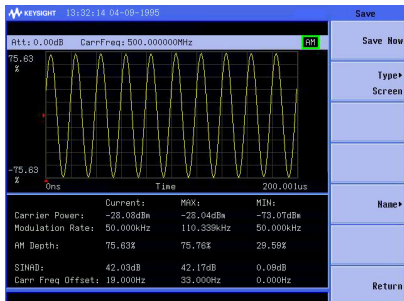 KEYSIGHT 13:32:14 04-09-1995
Save
Att: 0.00dB CarrFreq: 500.000000MHz AM
Save Now
75.63
%
Type
Screen
-75.63
%
0ns Time 200.001us
Current: MAX: MIN:
Carrier Power: -28.08dBm -28.04dBm -73.07dBm
Name
Modulation Rate: 50.000kHz 110.339kHz 50.000kHz
AM Depth: 75.63% 75.76% 29.59%
SINAD: 42.03dB 42.17dB 0.09dB
Carr Freq Offset: 19.000Hz 33.000Hz 0.000Hz
Return